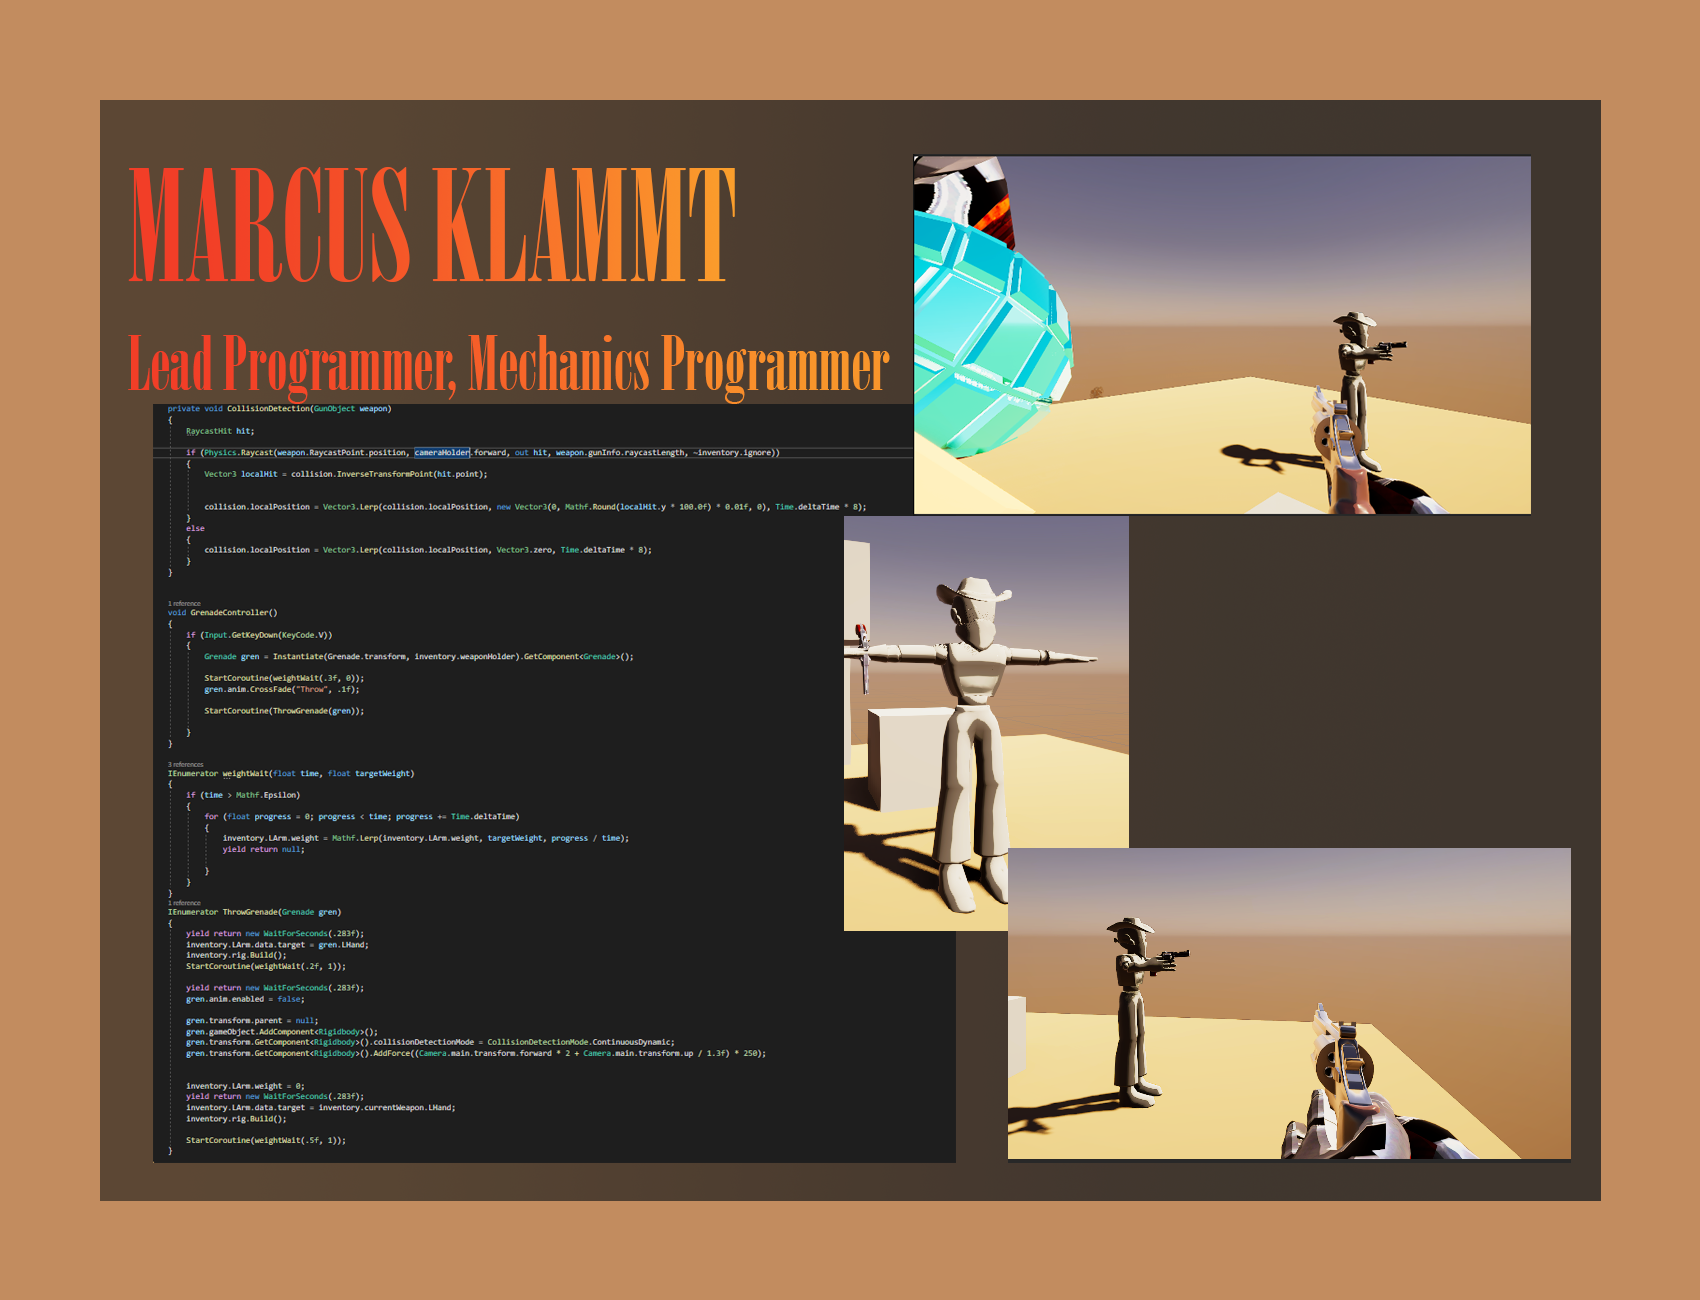 MARCUS KLAMMT
Lead Programmer, Mechanics Programmer
private void CollisionDetection(GunObject weapon)
{
RaycastHit hit;
if (Physics.Raycast(weapon.RaycastPoint.position, cameraHolder.forward, out hit, weapon.gunInfo.raycastLength, ~inventory.ignore))
{
Vector3 localHit = collision.InverseTransformPoint(hit.point);
collision.localPosition = Vector3.Lerp(collision.localPosition, new Vector3(0, Mathf.Round(localHit.y * 100.0f) * 0.01f, 0), Time.deltaTime * 8);
}
else
{
collision.localPosition = Vector3.Lerp(collision.localPosition, Vector3.zero, Time.deltaTime * 8);
}
}
1 reference
void GrenadeController()
{
if (Input.GetKeyDown(KeyCode.V))
{
Grenade gren = Instantiate(Grenade.transform, inventory.weaponHolder).GetComponent<Grenade>();
StartCoroutine(weightWait(.3f, 0));
gren.anim.CrossFade("Throw", .1f);
StartCoroutine(ThrowGrenade(gren));
}
}
3 references
IEnumerator weightWait(float time, float targetWeight)
{
if (time > Mathf.Epsilon)
{
for (float progress = 0; progress < time; progress += Time.deltaTime)
{
inventory.LArm.weight = Mathf.Lerp(inventory.LArm.weight, targetWeight, progress / time);
yield return null;
}
}
}
1 reference
IEnumerator ThrowGrenade(Grenade gren)
{
yield return new WaitForSeconds(.283f);
inventory.LArm.data.target = gren.LHand;
inventory.rig.Build();
StartCoroutine(weightWait(.2f, 1));
yield return new WaitForSeconds(.283f);
gren.anim.enabled = false;
gren.transform.parent = null;
gren.gameObject.AddComponent<Rigidbody>();
gren.transform.GetComponent<Rigidbody>().collisionDetectionMode = CollisionDetectionMode.ContinuousDynamic;
gren.transform.GetComponent<Rigidbody>().AddForce((Camera.main.transform.forward * 2 + Camera.main.transform.up / 1.3f) * 250);
inventory.LArm.weight = 0;
yield return new WaitForSeconds(.283f);
inventory.LArm.data.target = inventory.currentWeapon.LHand;
inventory.rig.Build();
StartCoroutine(weightWait(.5f, 1));
}